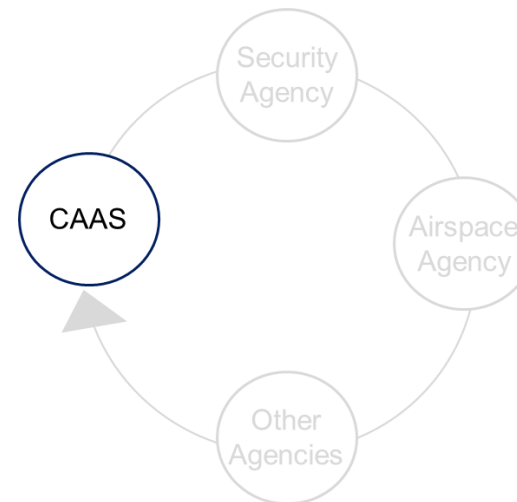 Security
Agency
CAAS
Airspace
Agency
Other
Agencies